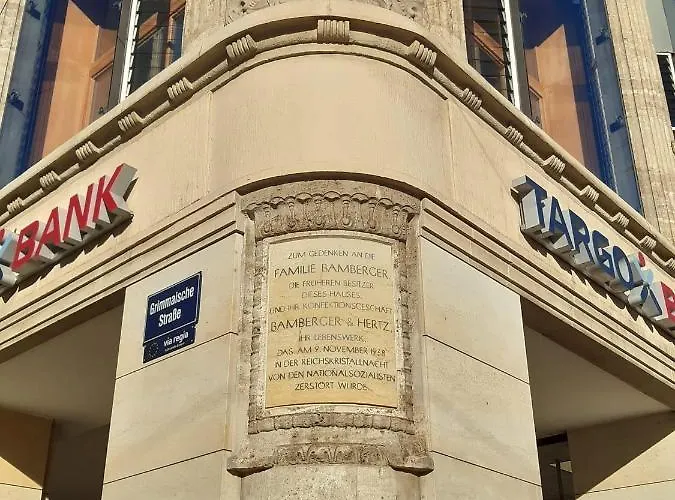 BANK
TARGO
Grimmaische
Straße
via regia
ZUM GEDENKEN AN DIE
FAMILIE BAMBERGER,
DIE FRÜHEREN BESITZER
DIESES HAUSES,
UND IHR KONFEKTIONSGESCHÄFT
BAMBERGER & HERTZ,
IHR LEBENSWERK,
DAS AM 9. NOVEMBER 1938
IN DER REICHSKRISTALLNACHT
VON DEN NATIONALSOZIALISTEN
ZERSTÖRT WURDE.